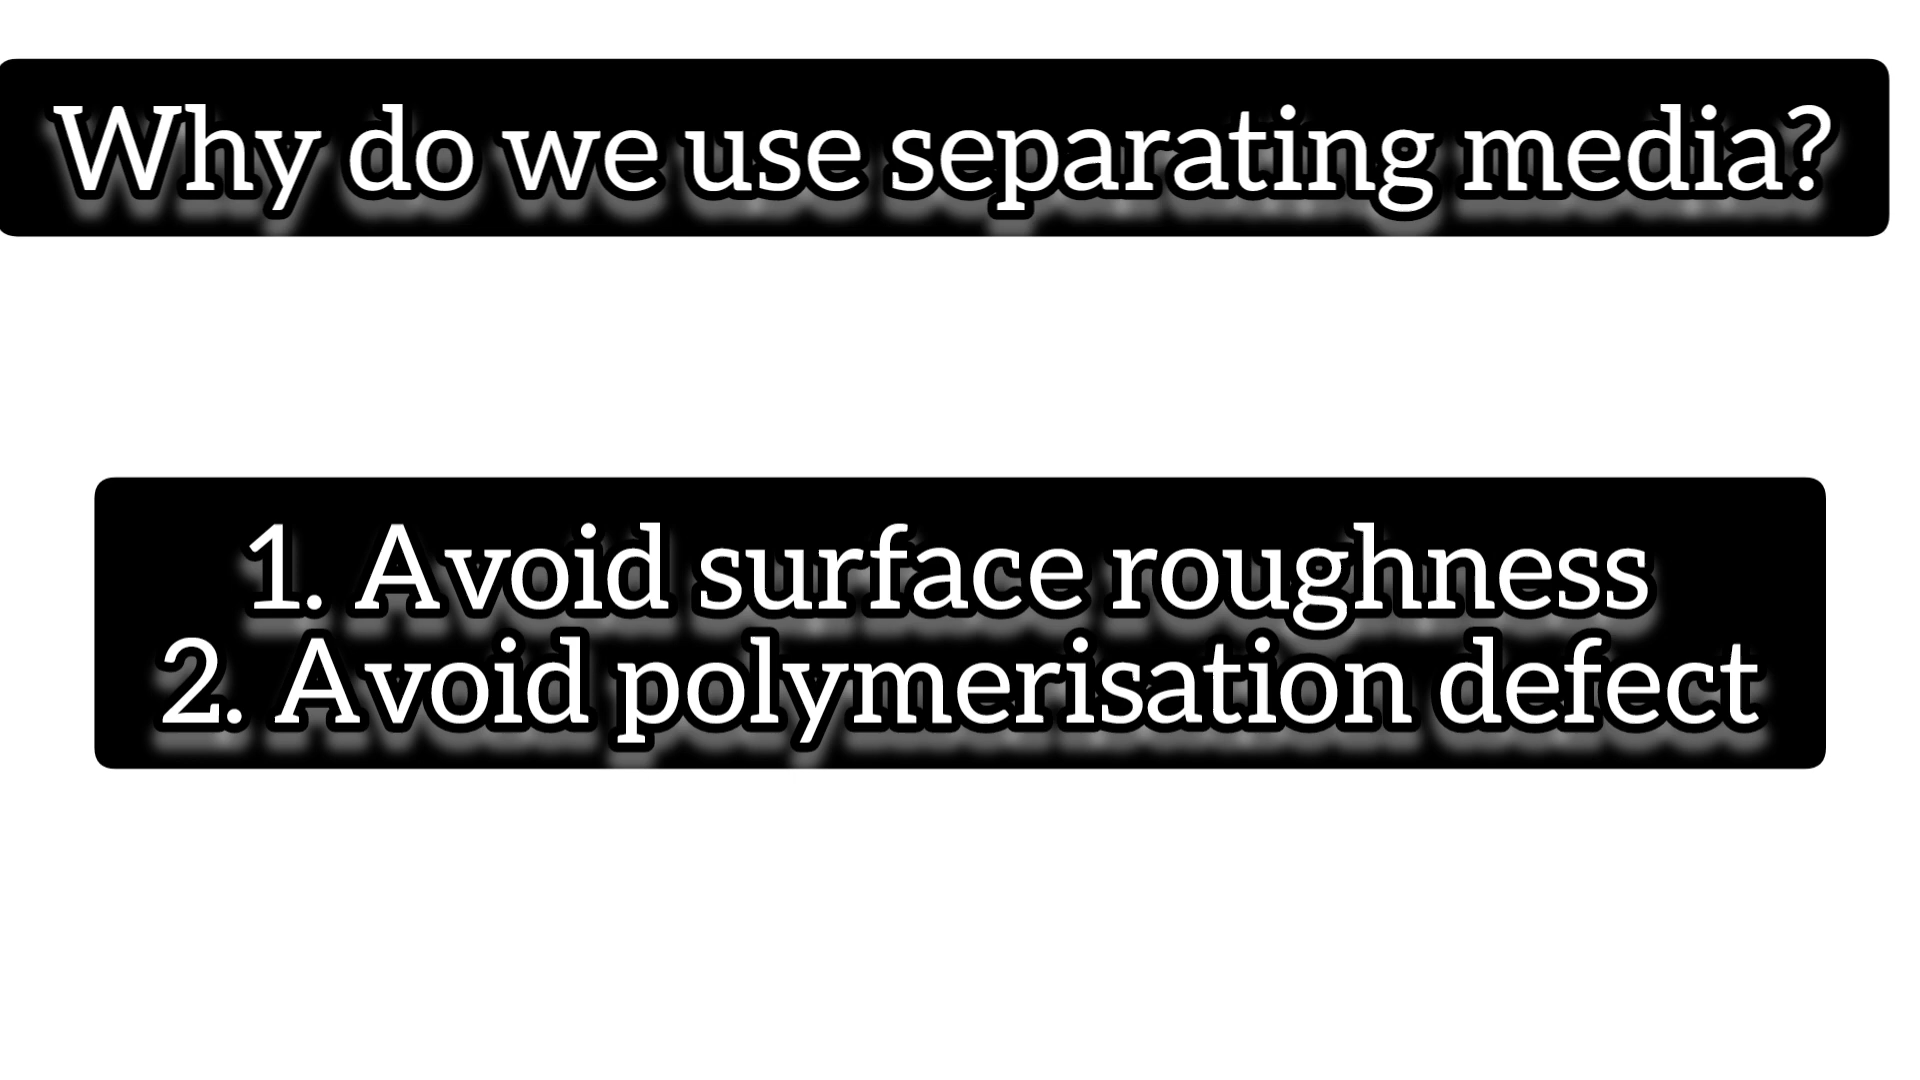 Why do we use separating media?
1. Avoid surface roughness
2. Avoid polymerisation defect